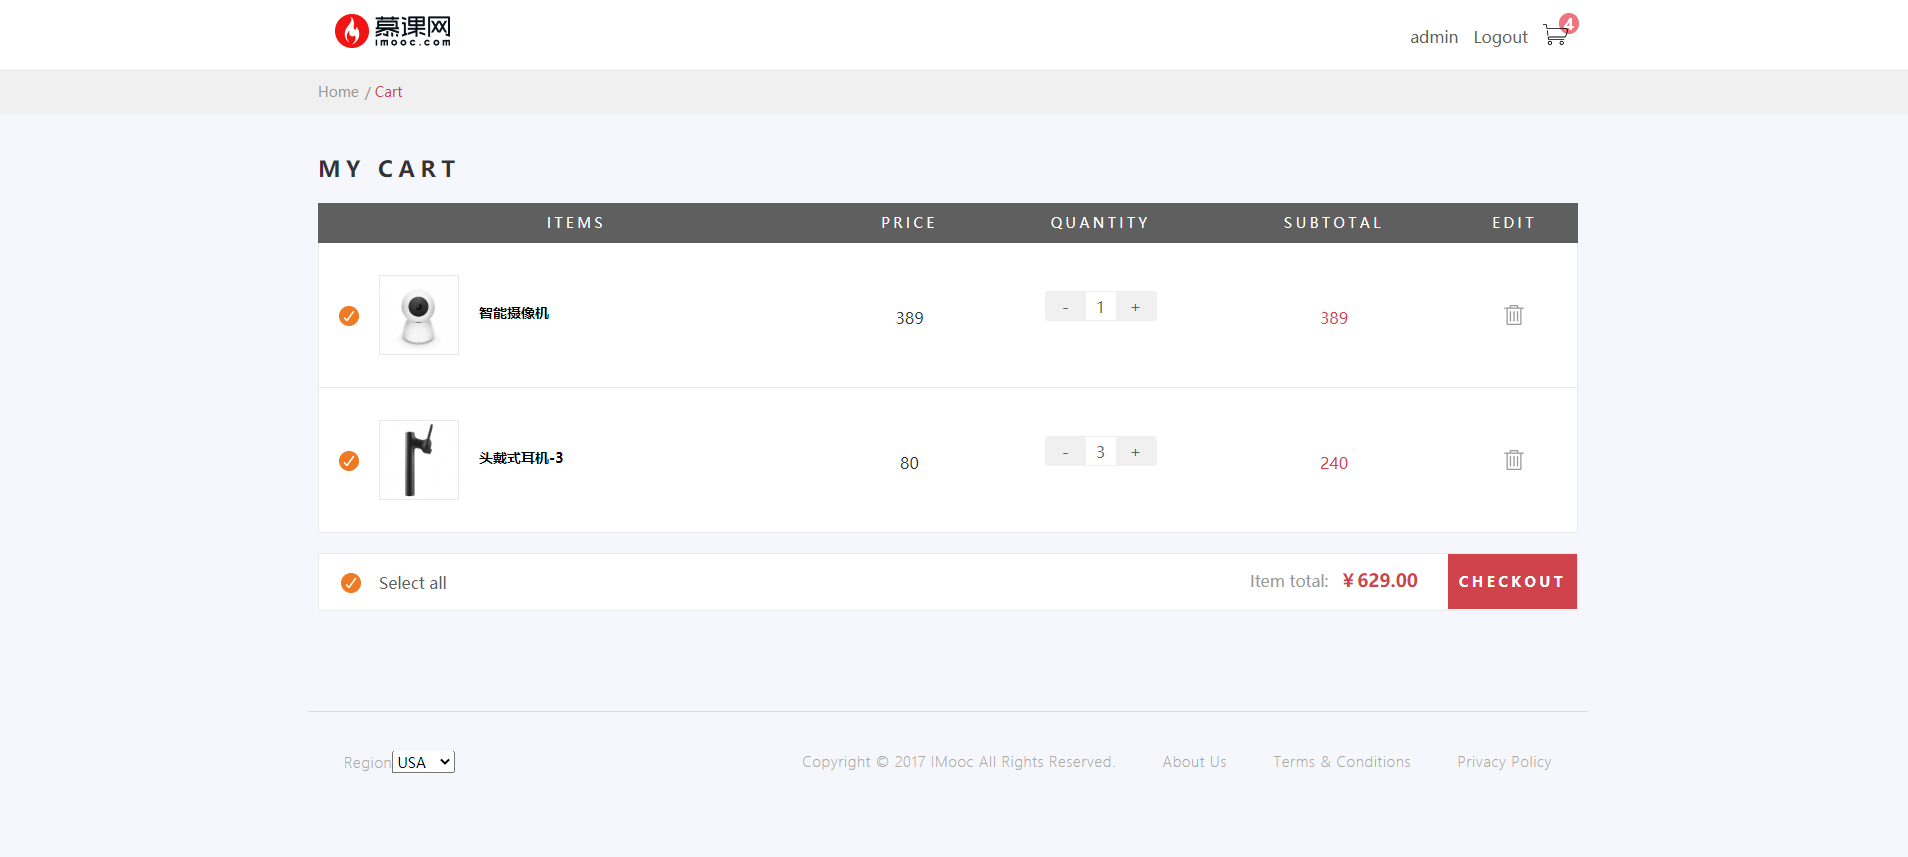 慕课网
imooc.com
admin Logout 4
Home / Cart
MY CART
ITEMS PRICE QUANTITY SUBTOTAL EDIT
智能摄像机 389 - 1 + 389
头戴式耳机-3 80 - 3 + 240
Select all Item total: ￥629.00 CHECKOUT
Region USA Copyright © 2017 IMooc All Rights Reserved. About Us Terms & Conditions Privacy Policy